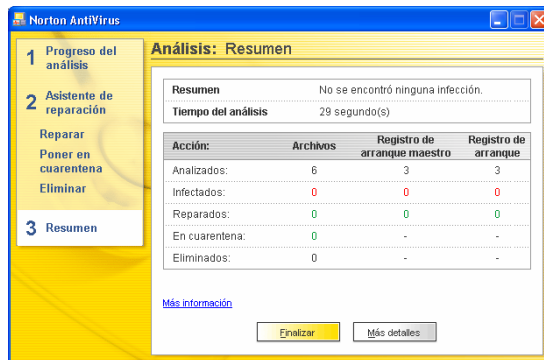 Norton AntiVirus
1 Progreso del
análisis
2 Asistente de
reparación
Reparar
Poner en
cuarentena
Eliminar
3 Resumen
Análisis: Resumen
Resumen No se encontró ninguna infección.
Tiempo del análisis 29 segundo(s)
Acción: Archivos Registro de arranque maestro Registro de arranque
Analizados: 6 3 3
Infectados: 0 0 0
Reparados: 0 0 0
En cuarentena: 0 - -
Eliminados: 0 - -
Más información
Finalizar Más detalles